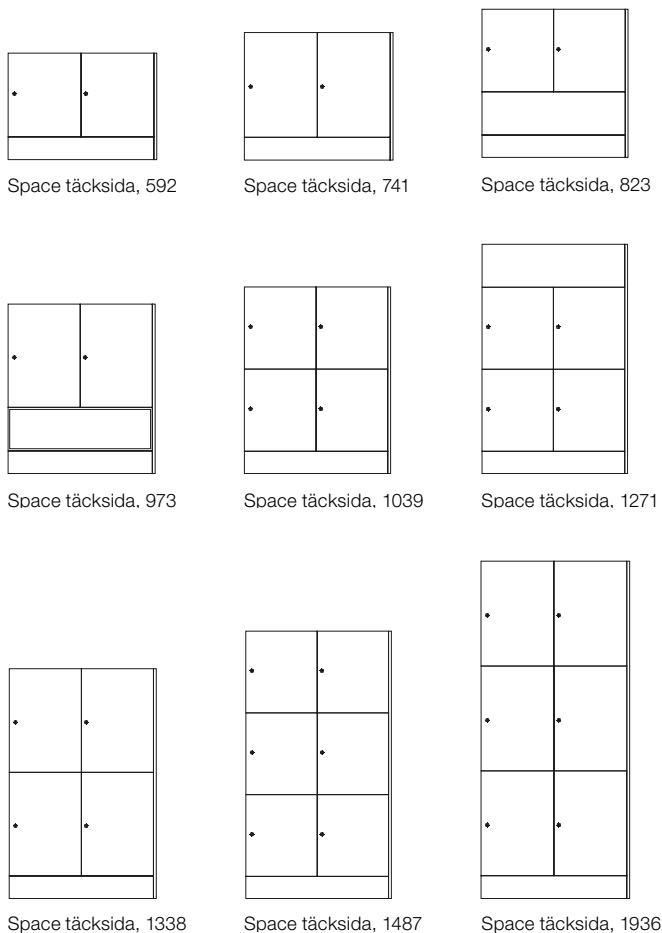 Space täcksida, 592
Space täcksida, 741
Space täcksida, 823
Space täcksida, 973
Space täcksida, 1039
Space täcksida, 1271
Space täcksida, 1338
Space täcksida, 1487
Space täcksida, 1936